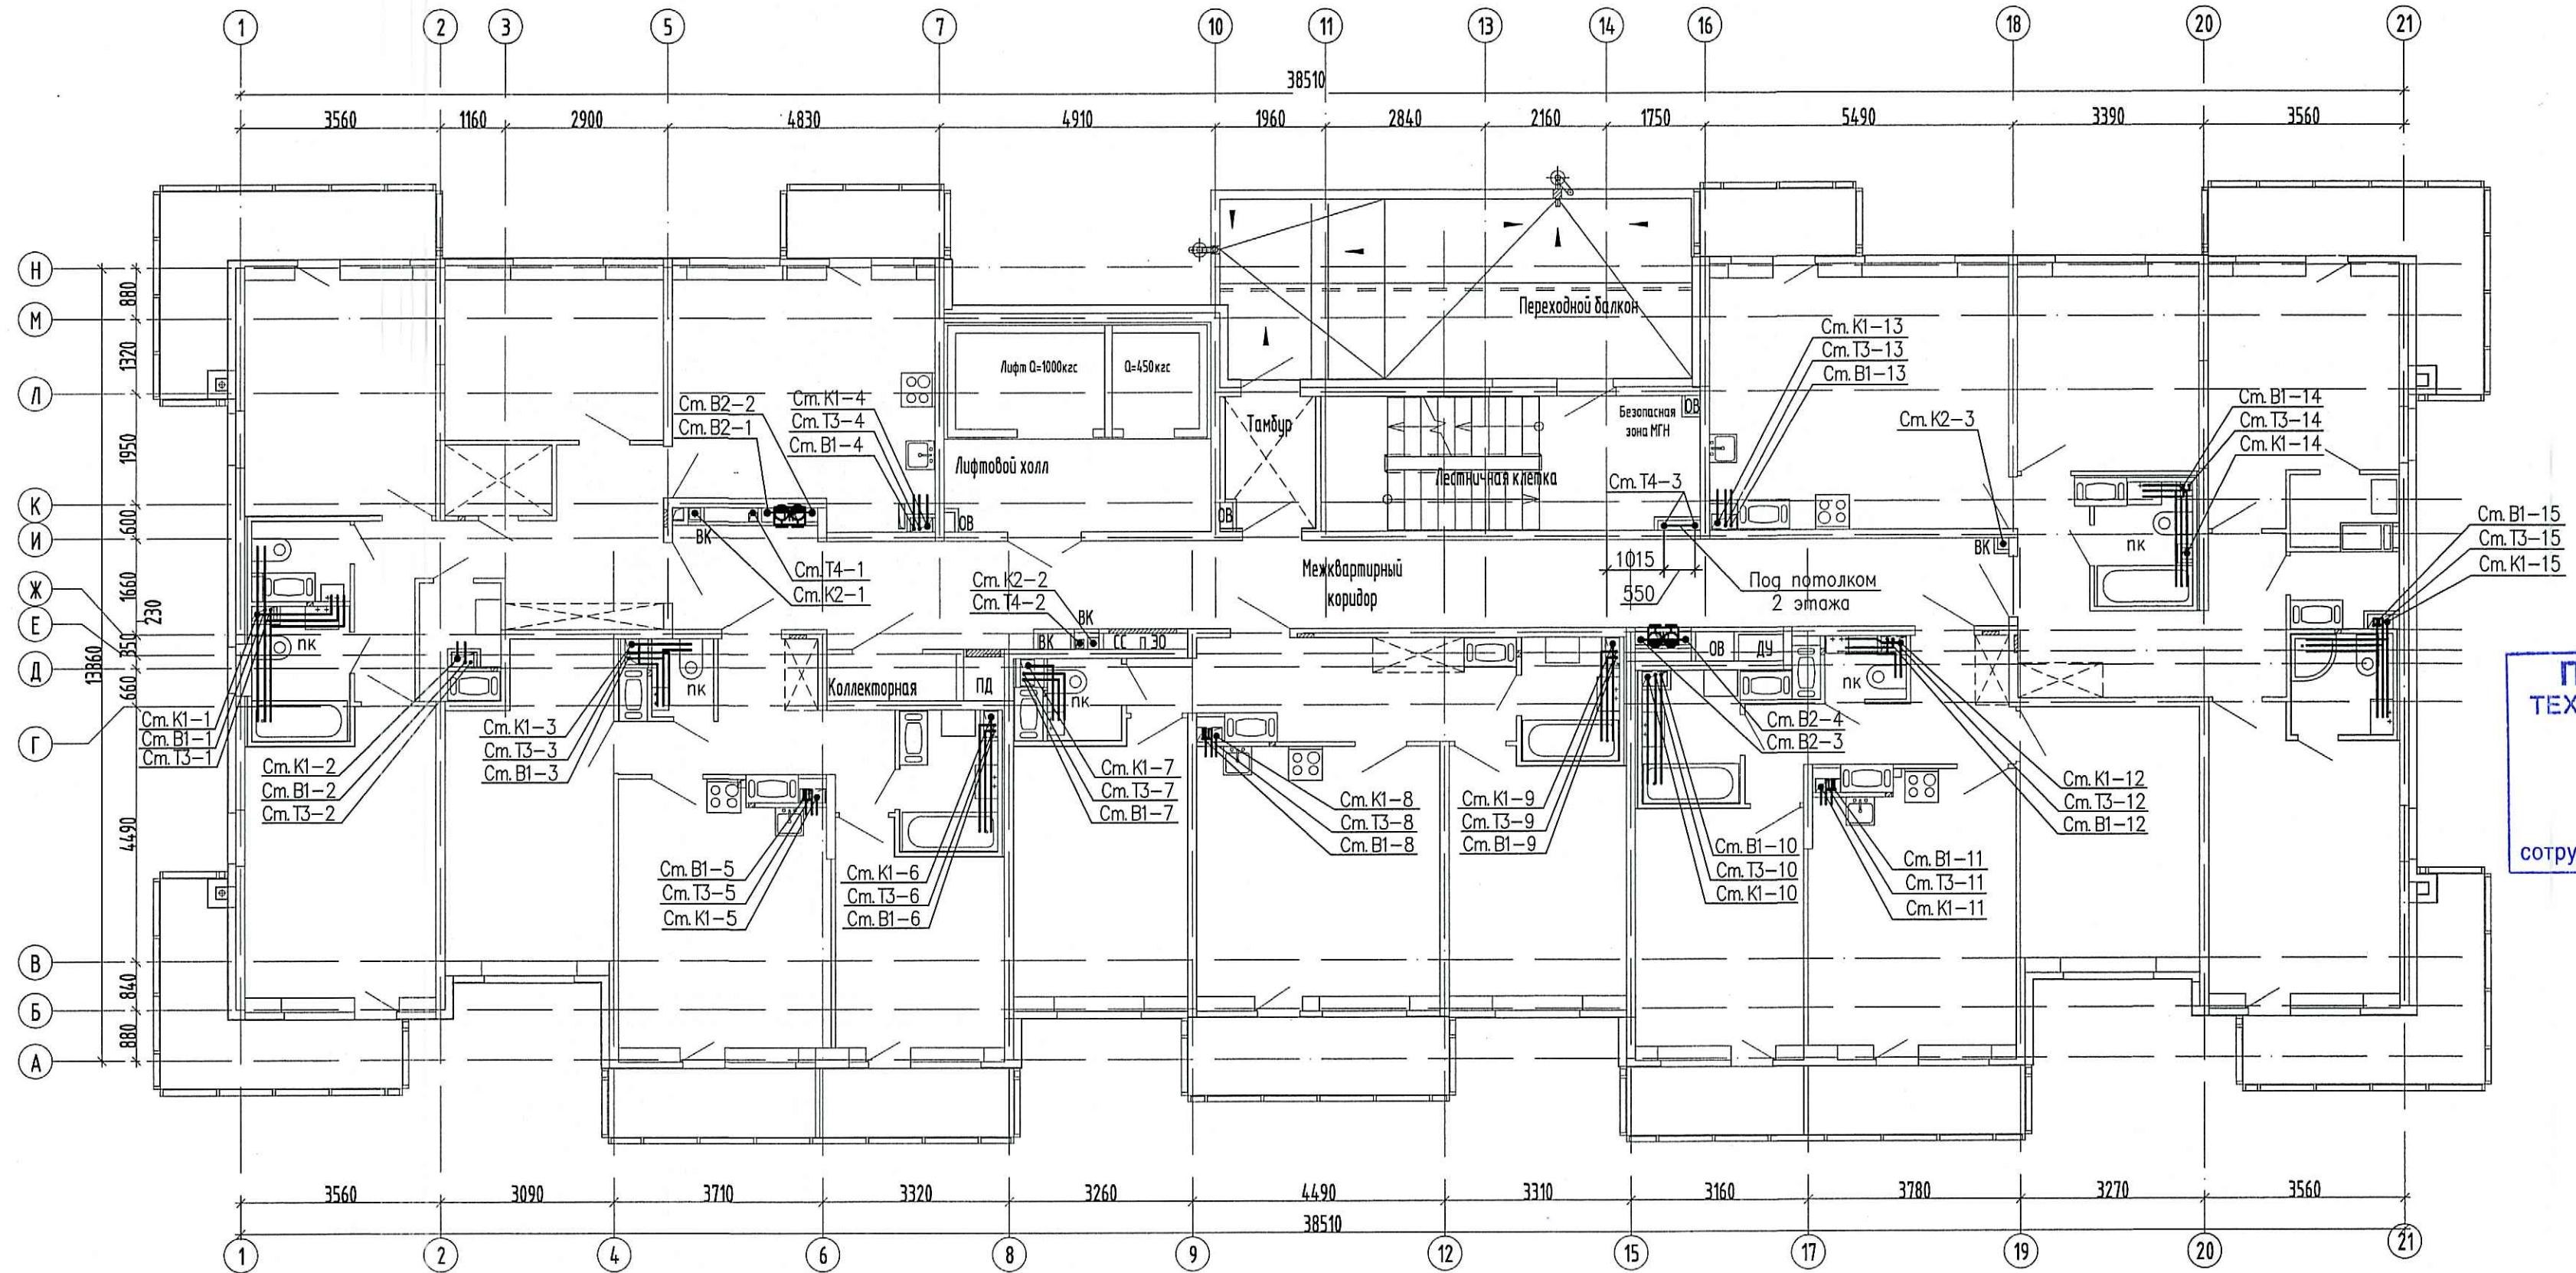 1 2 3 5 7 10 11 13 14 16 18 20 21
38510
3560 1160 2900 4830 4910 1960 2840 2160 1750 5490 3390 3560
Н
М
Л
К
И
Ж
Е
Д
Г
В
Б
А
880
1320
1950
600
1660
230
350
660
4490
840
880
13360
Переходной балкон
Лифт Q=1000кгс
Q=450кгс
Тамбур
Безопасная
зона МГН
ОВ
Лифтовой холл
Лестничная клетка
Ст. В2-2
Ст. В2-1
Ст. К1-4
Ст. Т3-4
Ст. В1-4
Ст. К1-13
Ст. Т3-13
Ст. В1-13
Ст. К2-3
Ст. В1-14
Ст. Т3-14
Ст. К1-14
Ст. Т4-3
ВК
ОВ
ОВ
ВК
пк
Ст. В1-15
Ст. Т3-15
Ст. К1-15
Ст. Т4-1
Ст. К2-1
Ст. К2-2
Ст. Т4-2
Межквартирный
коридор
1015
550
Под потолком
2 этажа
ВК
ВК СС п.ЭО
ОВ ДУ
пк
пк
Коллекторная
ПД
пк
пк
Ст. К1-1
Ст. В1-1
Ст. Т3-1
Ст. К1-2
Ст. В1-2
Ст. Т3-2
Ст. К1-3
Ст. Т3-3
Ст. В1-3
Ст. В2-4
Ст. В2-3
Ст. К1-7
Ст. Т3-7
Ст. В1-7
Ст. К1-8
Ст. Т3-8
Ст. В1-8
Ст. К1-9
Ст. Т3-9
Ст. В1-9
Ст. К1-12
Ст. Т3-12
Ст. В1-12
Ст. В1-5
Ст. Т3-5
Ст. К1-5
Ст. К1-6
Ст. Т3-6
Ст. В1-6
Ст. В1-10
Ст. Т3-10
Ст. К1-10
Ст. В1-11
Ст. Т3-11
Ст. К1-11
П
ТЕХ
сотру
3560 3090 3710 3320 3260 4490 3310 3160 3780 3270 3560
38510
1 2 4 6 8 9 12 15 17 19 20 21